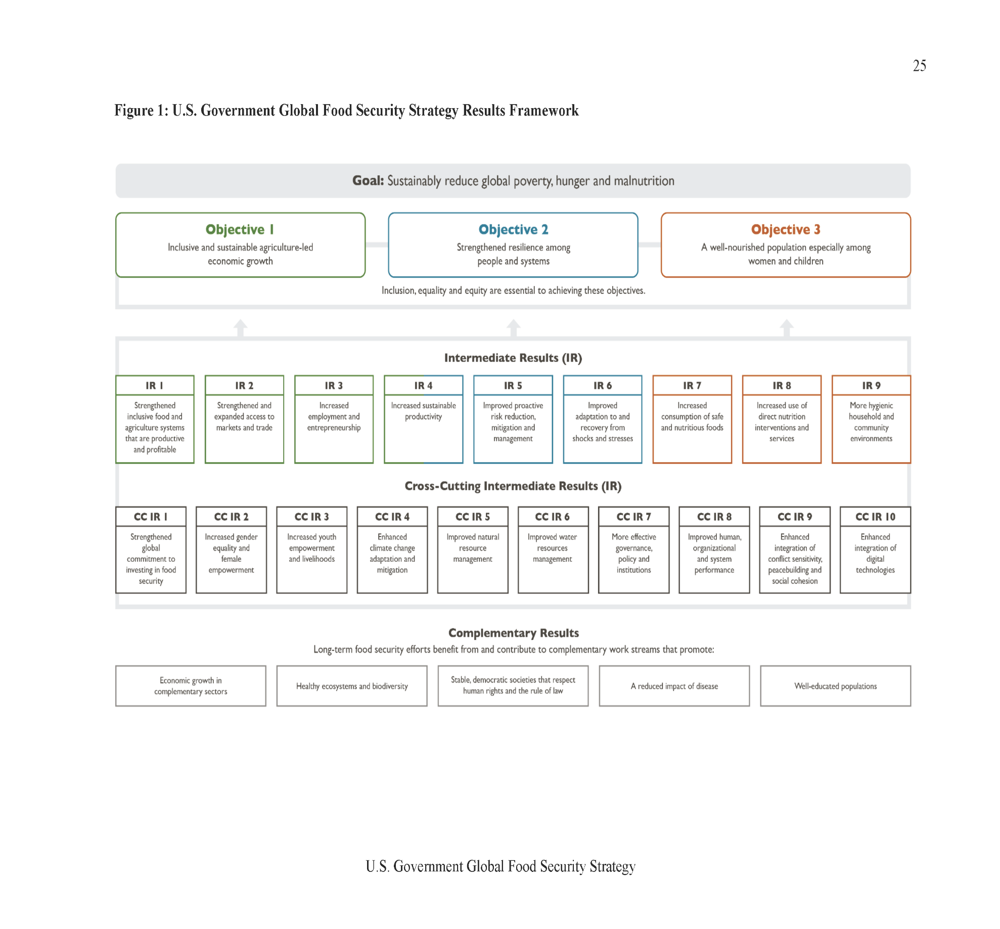 25
Figure 1: U.S. Government Global Food Security Strategy Results Framework
Goal: Sustainably reduce global poverty, hunger and malnutrition
Objective 1
Inclusive and sustainable agriculture-led
economic growth
Objective 2
Strengthened resilience among
people and systems
Objective 3
A well-nourished population especially among
women and children
Inclusion, equality and equity are essential to achieving these objectives.
Intermediate Results (IR)
IR 1
Strengthened
inclusive food and
agriculture systems
that are productive
and profitable
IR 2
Strengthened and
expanded access to
markets and trade
IR 3
Increased
employment and
entrepreneurship
IR 4
Increased sustainable
productivity
IR 5
Improved proactive
risk reduction,
mitigation and
management
IR 6
Improved
adaptation to and
recovery from
shocks and stresses
IR 7
Increased
consumption of safe
and nutritious foods
IR 8
Increased use of
direct nutrition
interventions and
services
IR 9
More hygienic
household and
community
environments
Cross-Cutting Intermediate Results (IR)
CC IR 1
Strengthened
global
commitment to
investing in food
security
CC IR 2
Increased gender
equality and
female
empowerment
CC IR 3
Increased youth
empowerment
and livelihoods
CC IR 4
Enhanced
climate change
adaptation and
mitigation
CC IR 5
Improved natural
resource
management
CC IR 6
Improved water
resources
management
CC IR 7
More effective
governance,
policy and
institutions
CC IR 8
Improved human,
organizational
and system
performance
CC IR 9
Enhanced
integration of
conflict sensitivity,
peacebuilding and
social cohesion
CC IR 10
Enhanced
integration of
digital
technologies
Complementary Results
Long-term food security efforts benefit from and contribute to complementary work streams that promote:
Economic growth in
complementary sectors
Healthy ecosystems and biodiversity
Stable, democratic societies that respect
human rights and the rule of law
A reduced impact of disease
Well-educated populations
U.S. Government Global Food Security Strategy